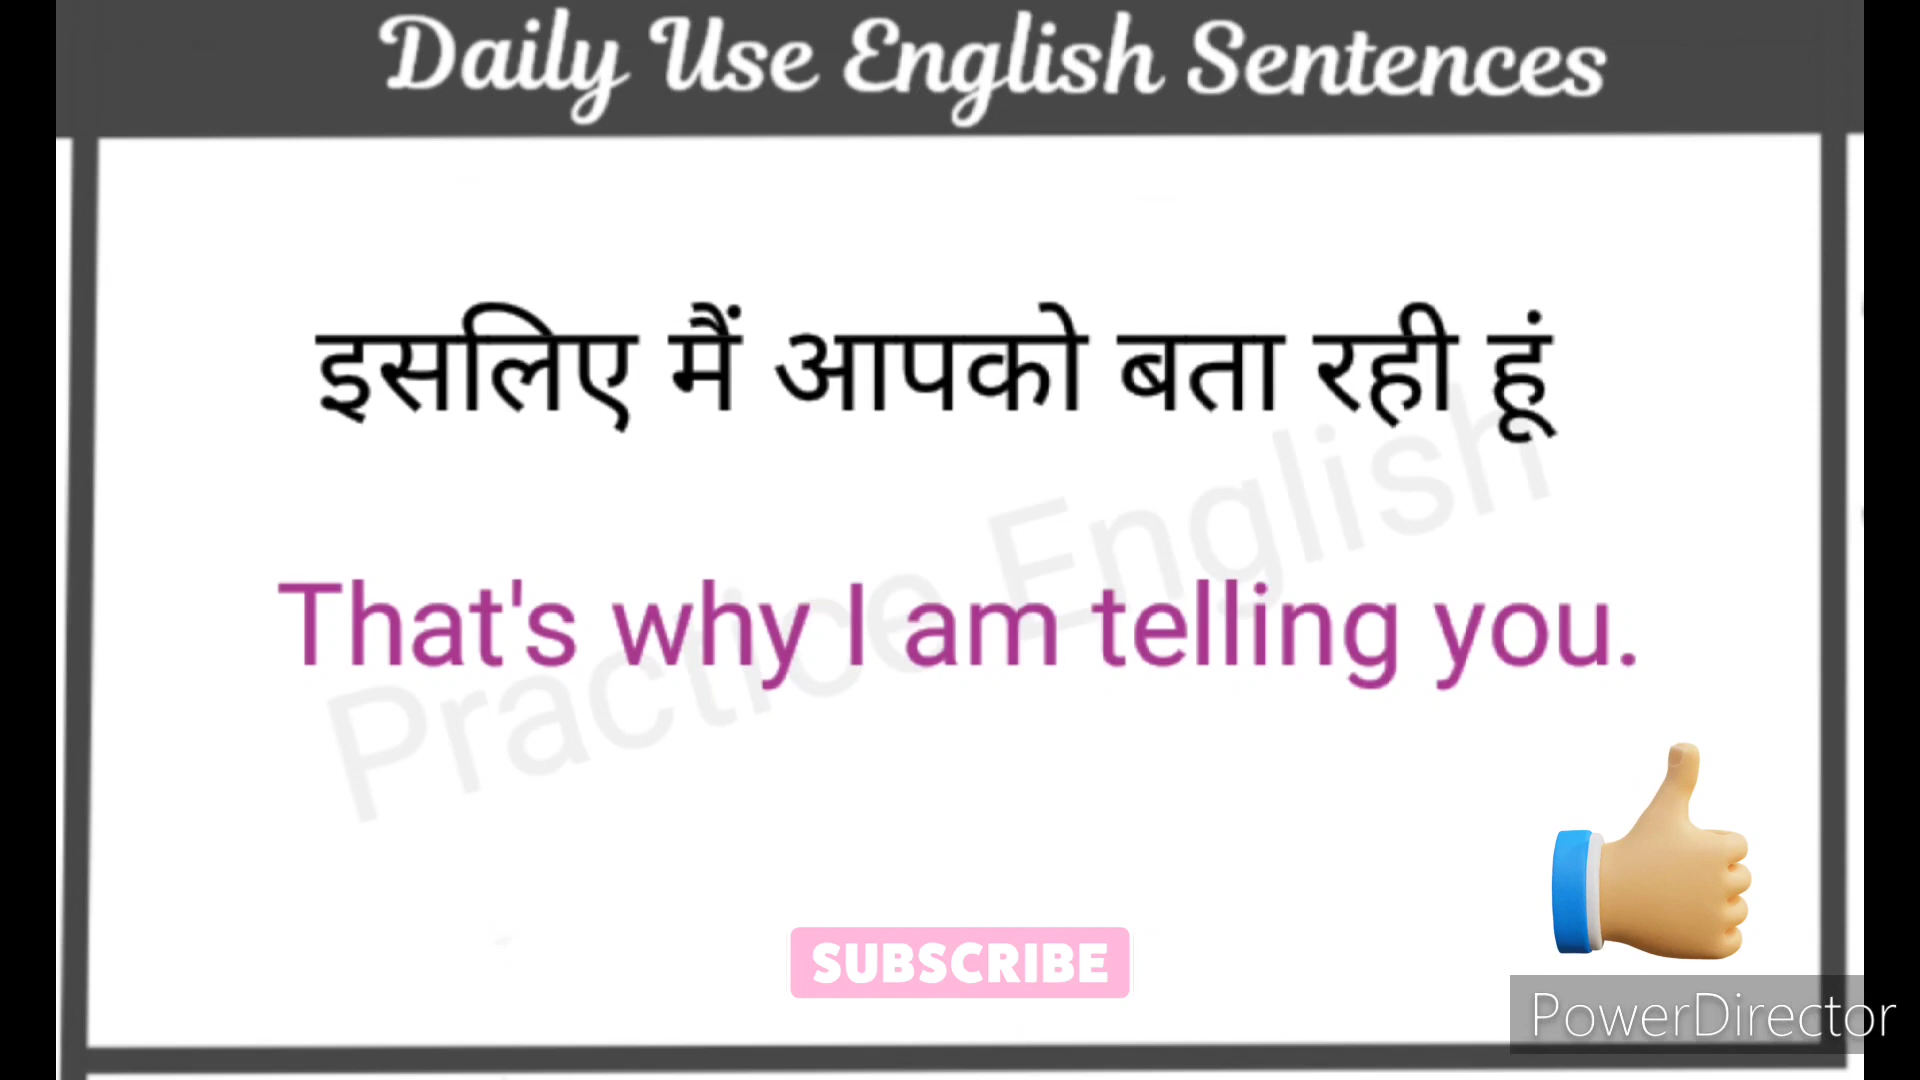 Daily Use English Sentences
इसलिए मैं आपको बता रही हूं
That's why I am telling you.
Practice English
SUBSCRIBE
PowerDirector